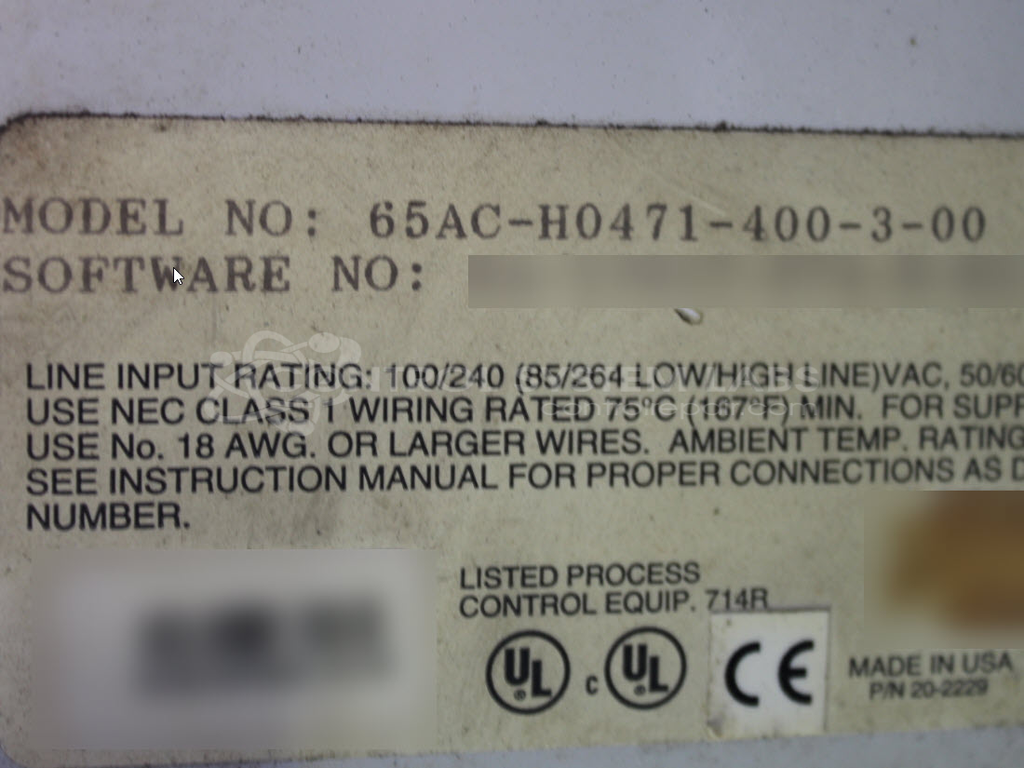 MODEL NO: 65AC-H0471-400-3-00
SOFTWARE NO:
LINE INPUT RATING: 100/240 (85/264 LOW/HIGH LINE)VAC, 50/60
USE NEC CLASS 1 WIRING RATED 75ºC (167ºF) MIN. FOR SUPP
USE No. 18 AWG. OR LARGER WIRES. AMBIENT TEMP. RATING
SEE INSTRUCTION MANUAL FOR PROPER CONNECTIONS AS D
NUMBER.
LISTED PROCESS
CONTROL EQUIP. 714R
UL c UL CE
MADE IN USA
P/N 20-2229